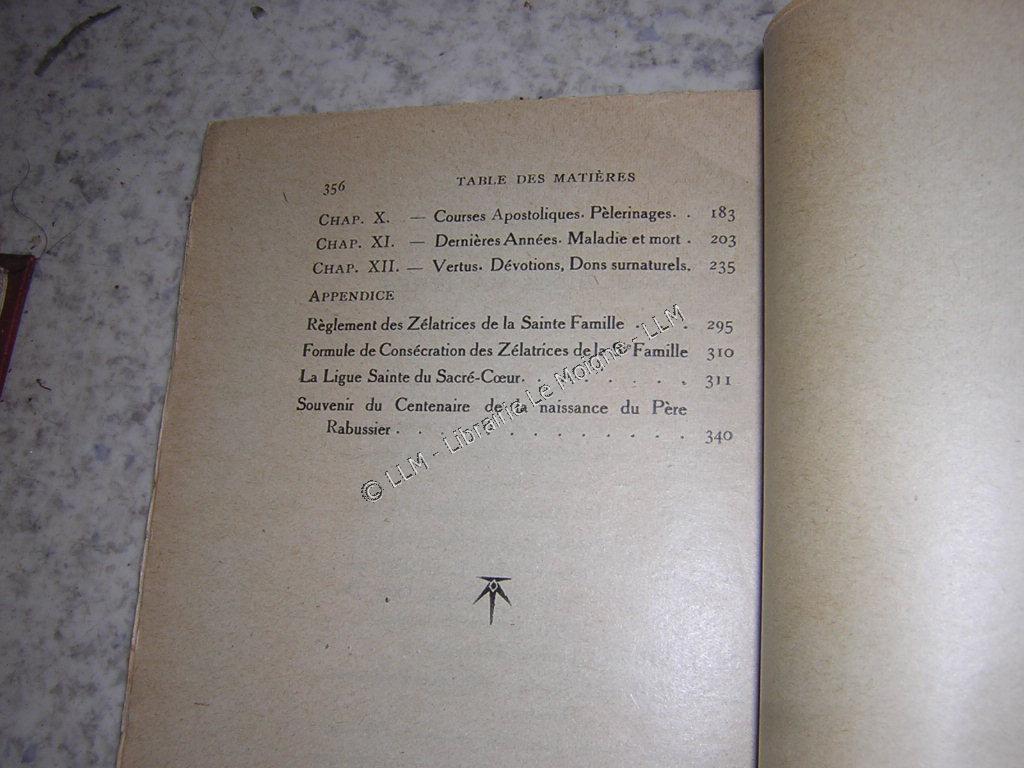 356 TABLE DES MATIÈRES
CHAP. X. — Courses Apostoliques. Pèlerinages. . 183
CHAP. XI. — Dernières Années. Maladie et mort . 203
CHAP. XII. — Vertus. Dévotions, Dons surnaturels. 235
APPENDICE
Règlement des Zélatrices de la Sainte Famille . . . 295
Formule de Consécration des Zélatrices de la Ste Famille 310
La Ligue Sainte du Sacré-Cœur. . . . . . . . . 311
Souvenir du Centenaire de la naissance du Père
Rabussier . . . . . . . . . . . . . . 340
© LLM - Librairie Le Moigne - LLM